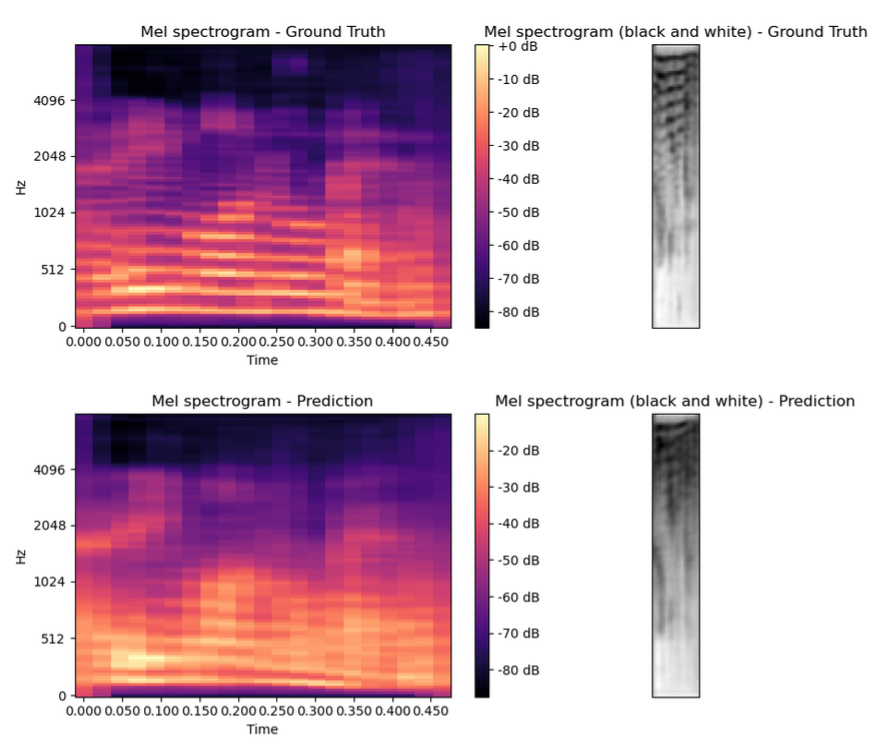 Mel spectrogram - Ground Truth
Mel spectrogram (black and white) - Ground Truth
+0 dB
-10 dB
-20 dB
-30 dB
-40 dB
-50 dB
-60 dB
-70 dB
-80 dB
4096
2048
1024
512
0
Hz
0.000 0.050 0.100 0.150 0.200 0.250 0.300 0.350 0.400 0.450
Time
Mel spectrogram - Prediction
Mel spectrogram (black and white) - Prediction
-20 dB
-30 dB
-40 dB
-50 dB
-60 dB
-70 dB
-80 dB
4096
2048
1024
512
0
Hz
0.000 0.050 0.100 0.150 0.200 0.250 0.300 0.350 0.400 0.450
Time